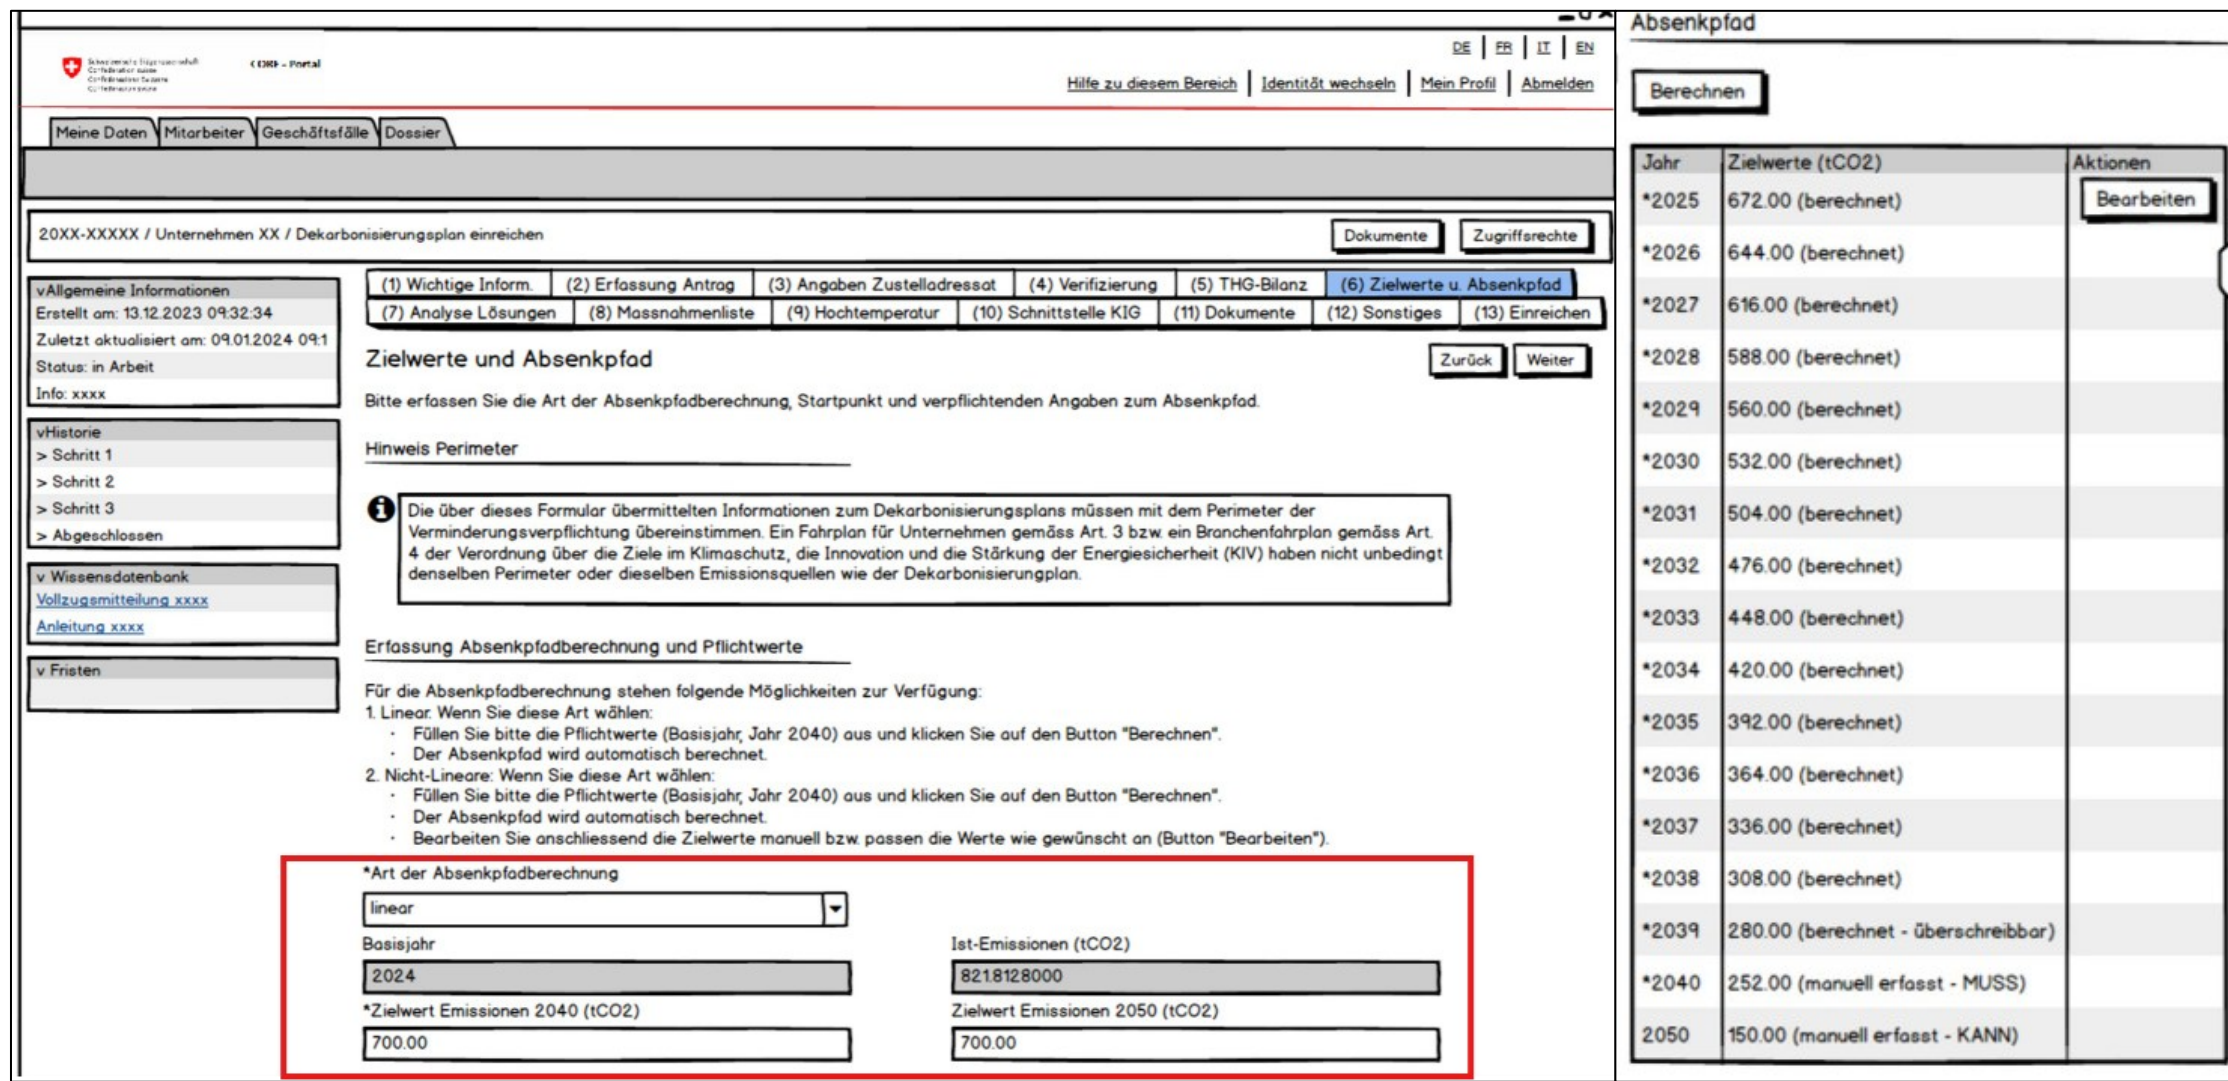 CORE - Portal
DE | FR | IT | EN
Hilfe zu diesem Bereich | Identität wechseln | Mein Profil | Abmelden
Meine Daten Mitarbeiter Geschäftsfälle Dossier
20XX-XXXXX / Unternehmen XX / Dekarbonisierungsplan einreichen
Dokumente Zugriffsrechte
vAllgemeine Informationen
Erstellt am: 13.12.2023 09:32:34
Zuletzt aktualisiert am: 09.01.2024 09:1
Status: in Arbeit
Info: xxxx
vHistorie
> Schritt 1
> Schritt 2
> Schritt 3
> Abgeschlossen
v Wissensdatenbank
Vollzugsmitteilung xxxx
Anleitung xxxx
v Fristen
(1) Wichtige Inform. (2) Erfassung Antrag (3) Angaben Zustelladressat (4) Verifizierung (5) THG-Bilanz (6) Zielwerte u. Absenkpfad
(7) Analyse Lösungen (8) Massnahmenliste (9) Hochtemperatur (10) Schnittstelle KIG (11) Dokumente (12) Sonstiges (13) Einreichen
Zielwerte und Absenkpfad
Zurück Weiter
Bitte erfassen Sie die Art der Absenkpfadberechnung, Startpunkt und verpflichtenden Angaben zum Absenkpfad.
Hinweis Perimeter
Die über dieses Formular übermittelten Informationen zum Dekarbonisierungsplans müssen mit dem Perimeter der
Verminderungsverpflichtung übereinstimmen. Ein Fahrplan für Unternehmen gemäss Art. 3 bzw. ein Branchenfahrplan gemäss Art.
4 der Verordnung über die Ziele im Klimaschutz, die Innovation und die Stärkung der Energiesicherheit (KIV) haben nicht unbedingt
denselben Perimeter oder dieselben Emissionsquellen wie der Dekarbonisierungplan.
Erfassung Absenkpfadberechnung und Pflichtwerte
Für die Absenkpfadberechnung stehen folgende Möglichkeiten zur Verfügung:
1. Linear. Wenn Sie diese Art wählen:
· Füllen Sie bitte die Pflichtwerte (Basisjahr, Jahr 2040) aus und klicken Sie auf den Button "Berechnen".
· Der Absenkpfad wird automatisch berechnet.
2. Nicht-Lineare: Wenn Sie diese Art wählen:
· Füllen Sie bitte die Pflichtwerte (Basisjahr, Jahr 2040) aus und klicken Sie auf den Button "Berechnen".
· Der Absenkpfad wird automatisch berechnet.
· Bearbeiten Sie anschliessend die Zielwerte manuell bzw. passen die Werte wie gewünscht an (Button "Bearbeiten").
*Art der Absenkpfadberechnung
linear
Basisjahr Ist-Emissionen (tCO2)
2024 821.8128000
*Zielwert Emissionen 2040 (tCO2) Zielwert Emissionen 2050 (tCO2)
700.00 700.00
Absenkpfad
Berechnen
Jahr Zielwerte (tCO2) Aktionen
*2025 672.00 (berechnet) Bearbeiten
*2026 644.00 (berechnet)
*2027 616.00 (berechnet)
*2028 588.00 (berechnet)
*2029 560.00 (berechnet)
*2030 532.00 (berechnet)
*2031 504.00 (berechnet)
*2032 476.00 (berechnet)
*2033 448.00 (berechnet)
*2034 420.00 (berechnet)
*2035 392.00 (berechnet)
*2036 364.00 (berechnet)
*2037 336.00 (berechnet)
*2038 308.00 (berechnet)
*2039 280.00 (berechnet - überschreibbar)
*2040 252.00 (manuell erfasst - MUSS)
2050 150.00 (manuell erfasst - KANN)